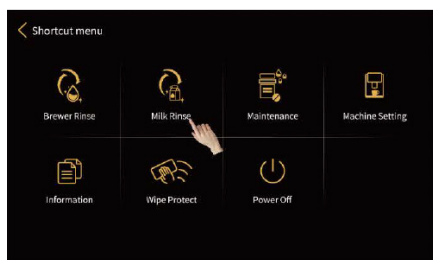 Shortcut menu
Brewer Rinse
Milk Rinse
Maintenance
Machine Setting
Information
Wipe Protect
Power Off